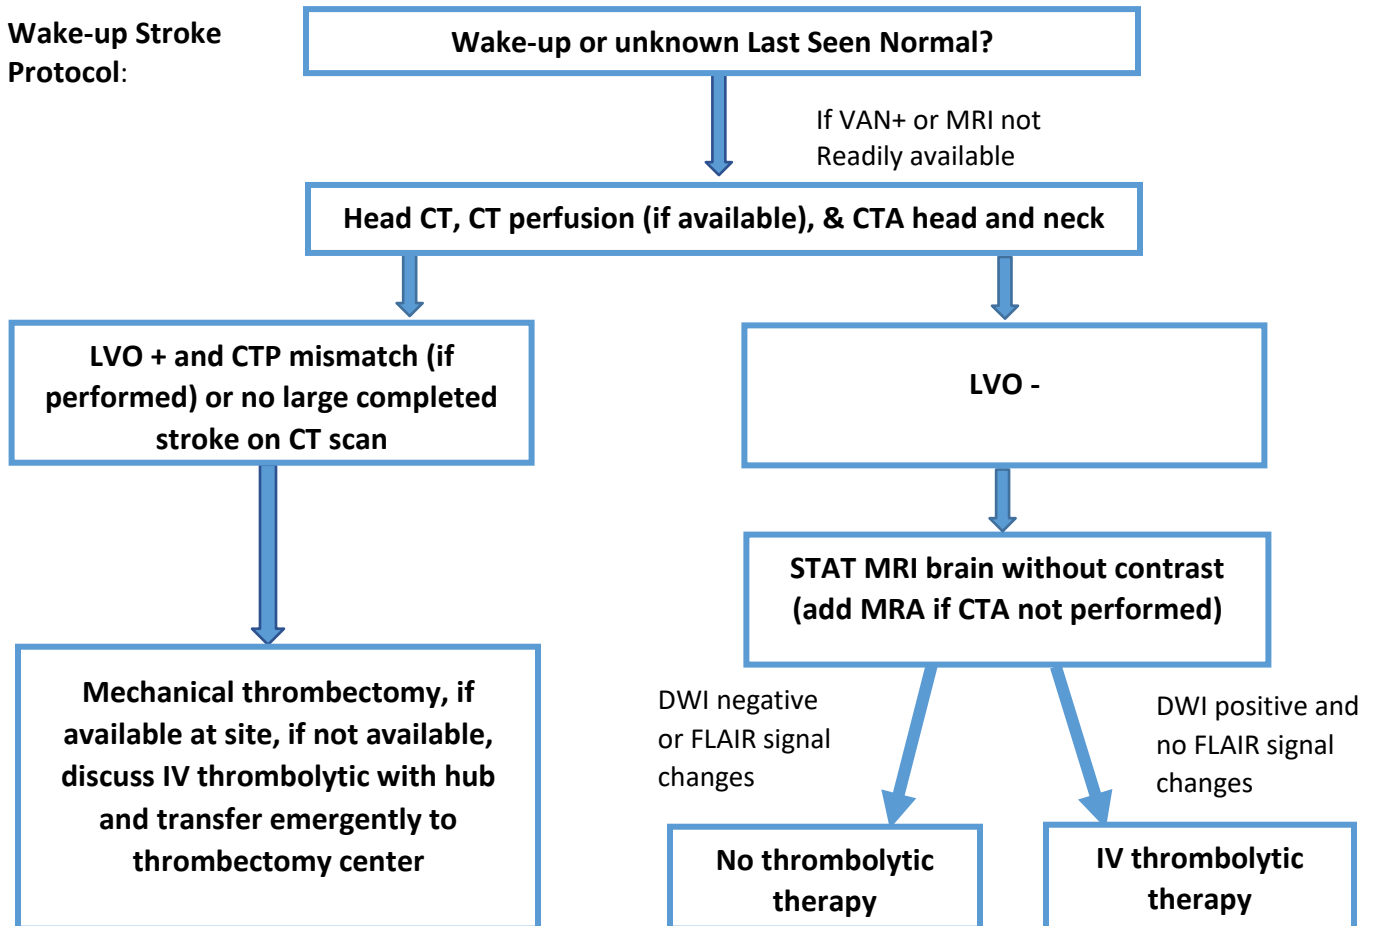 Wake-up Stroke
Protocol:
Wake-up or unknown Last Seen Normal?
If VAN+ or MRI not
Readily available
Head CT, CT perfusion (if available), & CTA head and neck
LVO + and CTP mismatch (if
performed) or no large completed
stroke on CT scan
LVO -
STAT MRI brain without contrast
(add MRA if CTA not performed)
Mechanical thrombectomy, if
available at site, if not available,
discuss IV thrombolytic with hub
and transfer emergently to
thrombectomy center
DWI negative
or FLAIR signal
changes
DWI positive and
no FLAIR signal
changes
No thrombolytic
therapy
IV thrombolytic
therapy